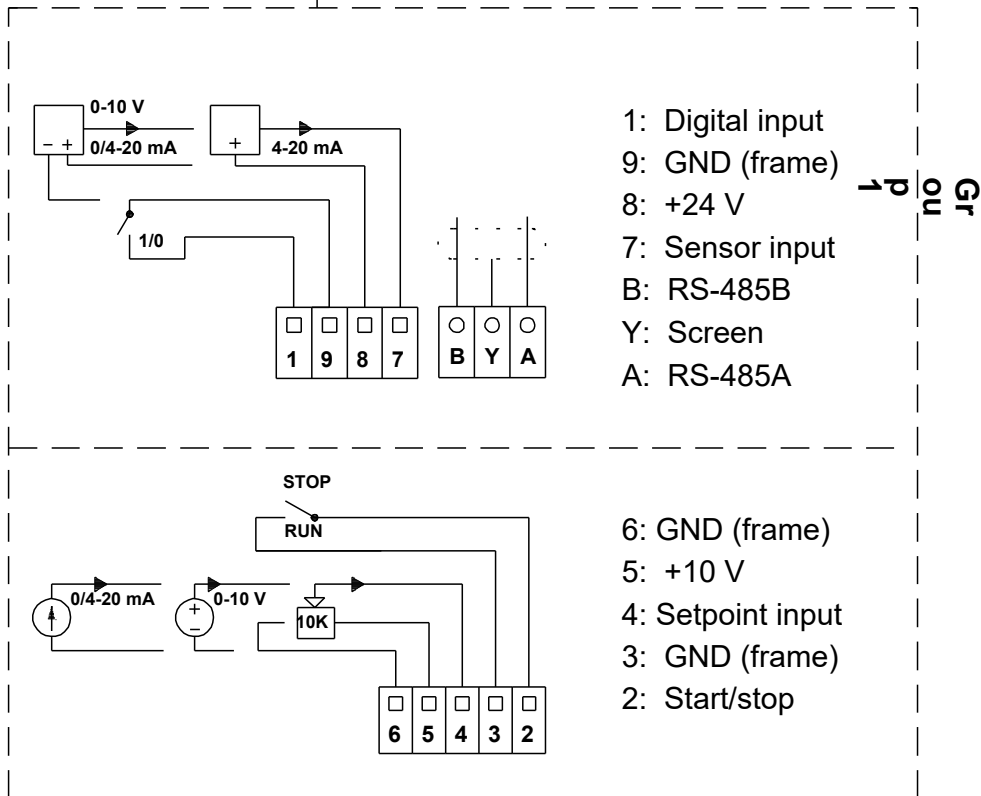 0-10 V
- +
0/4-20 mA
+
4-20 mA
1/0
1 9 8 7
B Y A
1: Digital input
9: GND (frame)
8: +24 V
7: Sensor input
B: RS-485B
Y: Screen
A: RS-485A
Gr
ou
p
1
STOP
RUN
0/4-20 mA
+
-
0-10 V
10K
6 5 4 3 2
6: GND (frame)
5: +10 V
4: Setpoint input
3: GND (frame)
2: Start/stop